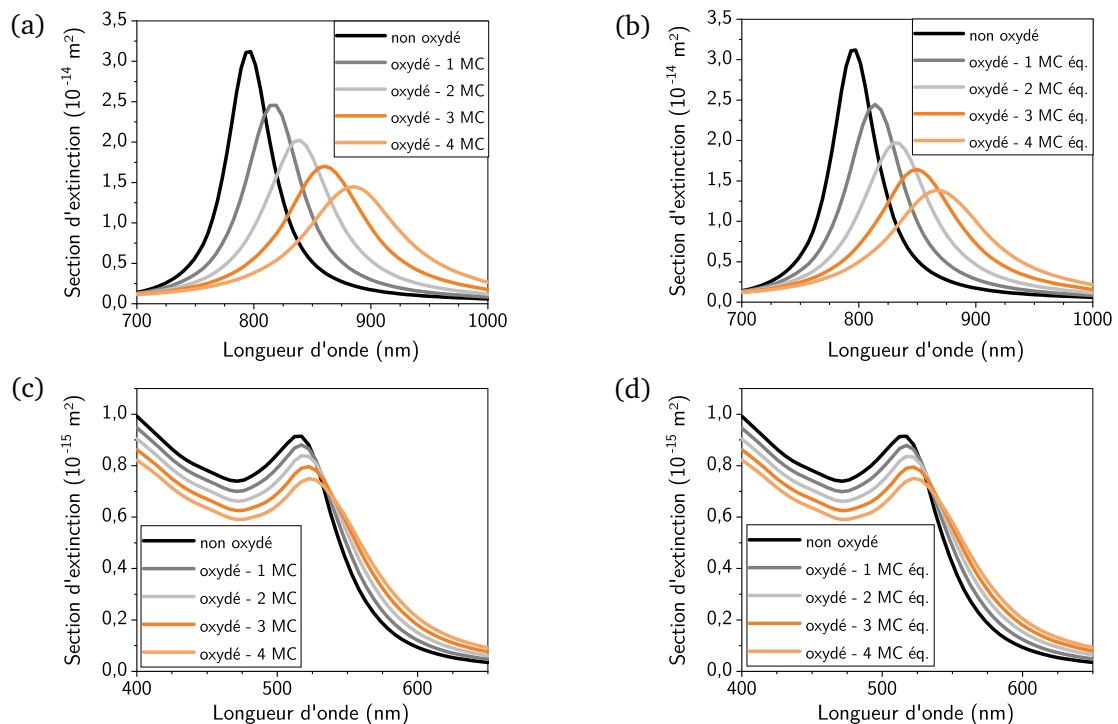 (a)
Section d'extinction (10⁻¹⁴ m²)
3,5
3,0
2,5
2,0
1,5
1,0
0,5
0,0
700 800 900 1000
Longueur d'onde (nm)
non oxydé
oxydé - 1 MC
oxydé - 2 MC
oxydé - 3 MC
oxydé - 4 MC
(b)
Section d'extinction (10⁻¹⁴ m²)
3,5
3,0
2,5
2,0
1,5
1,0
0,5
0,0
700 800 900 1000
Longueur d'onde (nm)
non oxydé
oxydé - 1 MC éq.
oxydé - 2 MC éq.
oxydé - 3 MC éq.
oxydé - 4 MC éq.
(c)
Section d'extinction (10⁻¹⁵ m²)
1,0
0,8
0,6
0,4
0,2
0,0
400 500 600
Longueur d'onde (nm)
non oxydé
oxydé - 1 MC
oxydé - 2 MC
oxydé - 3 MC
oxydé - 4 MC
(d)
Section d'extinction (10⁻¹⁵ m²)
1,0
0,8
0,6
0,4
0,2
0,0
400 500 600
Longueur d'onde (nm)
non oxydé
oxydé - 1 MC éq.
oxydé - 2 MC éq.
oxydé - 3 MC éq.
oxydé - 4 MC éq.